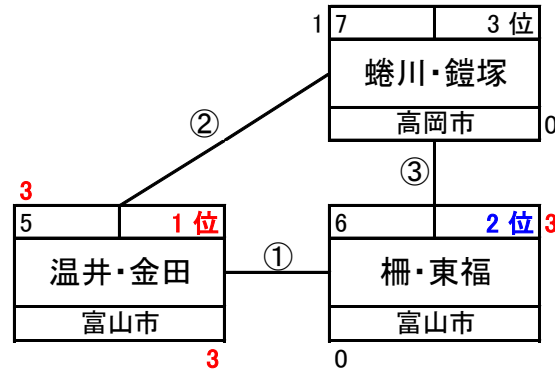 1 7 3 位
蜷川・鎧塚
高岡市 0
②
③
3
5 1 位
温井・金田
富山市
3
①
6 2 位 3
柵・東福
富山市
0